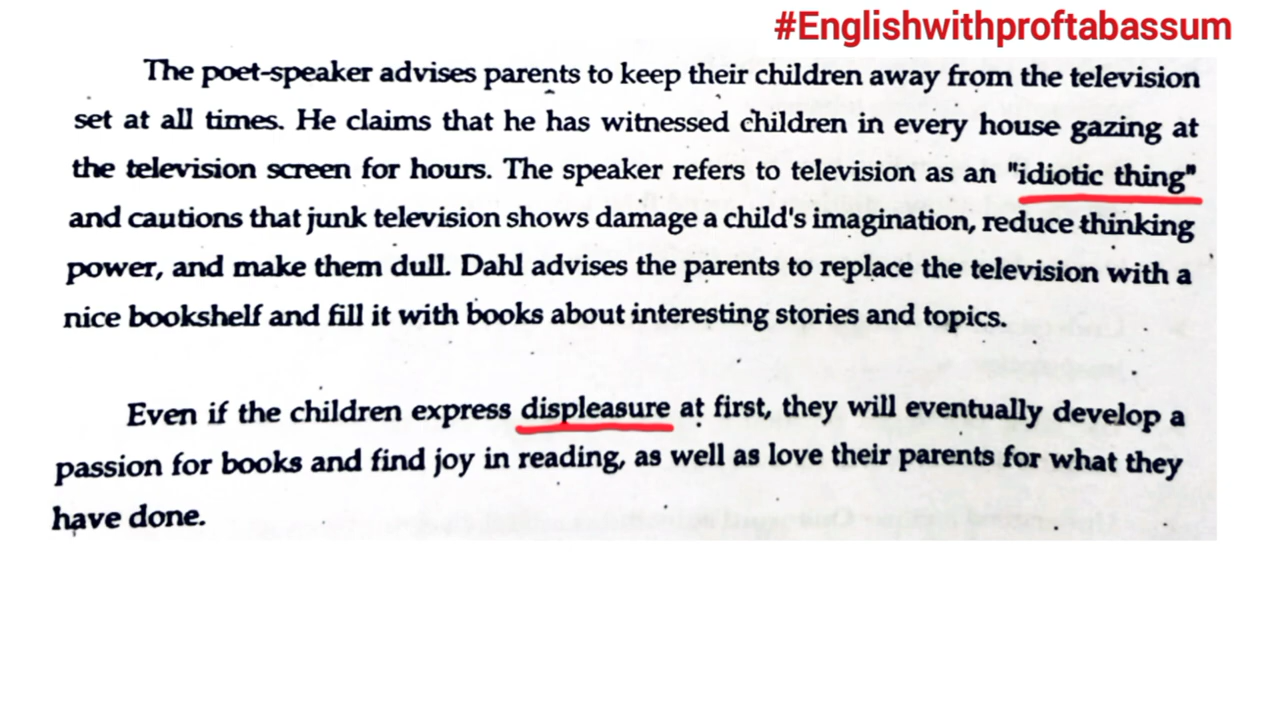 #Englishwithproftabassum
The poet-speaker advises parents to keep their children away from the television
set at all times. He claims that he has witnessed children in every house gazing at
the television screen for hours. The speaker refers to television as an "idiotic thing"
and cautions that junk television shows damage a child's imagination, reduce thinking
power, and make them dull. Dahl advises the parents to replace the television with a
nice bookshelf and fill it with books about interesting stories and topics.
Even if the children express displeasure at first, they will eventually develop a
passion for books and find joy in reading, as well as love their parents for what they
have done.